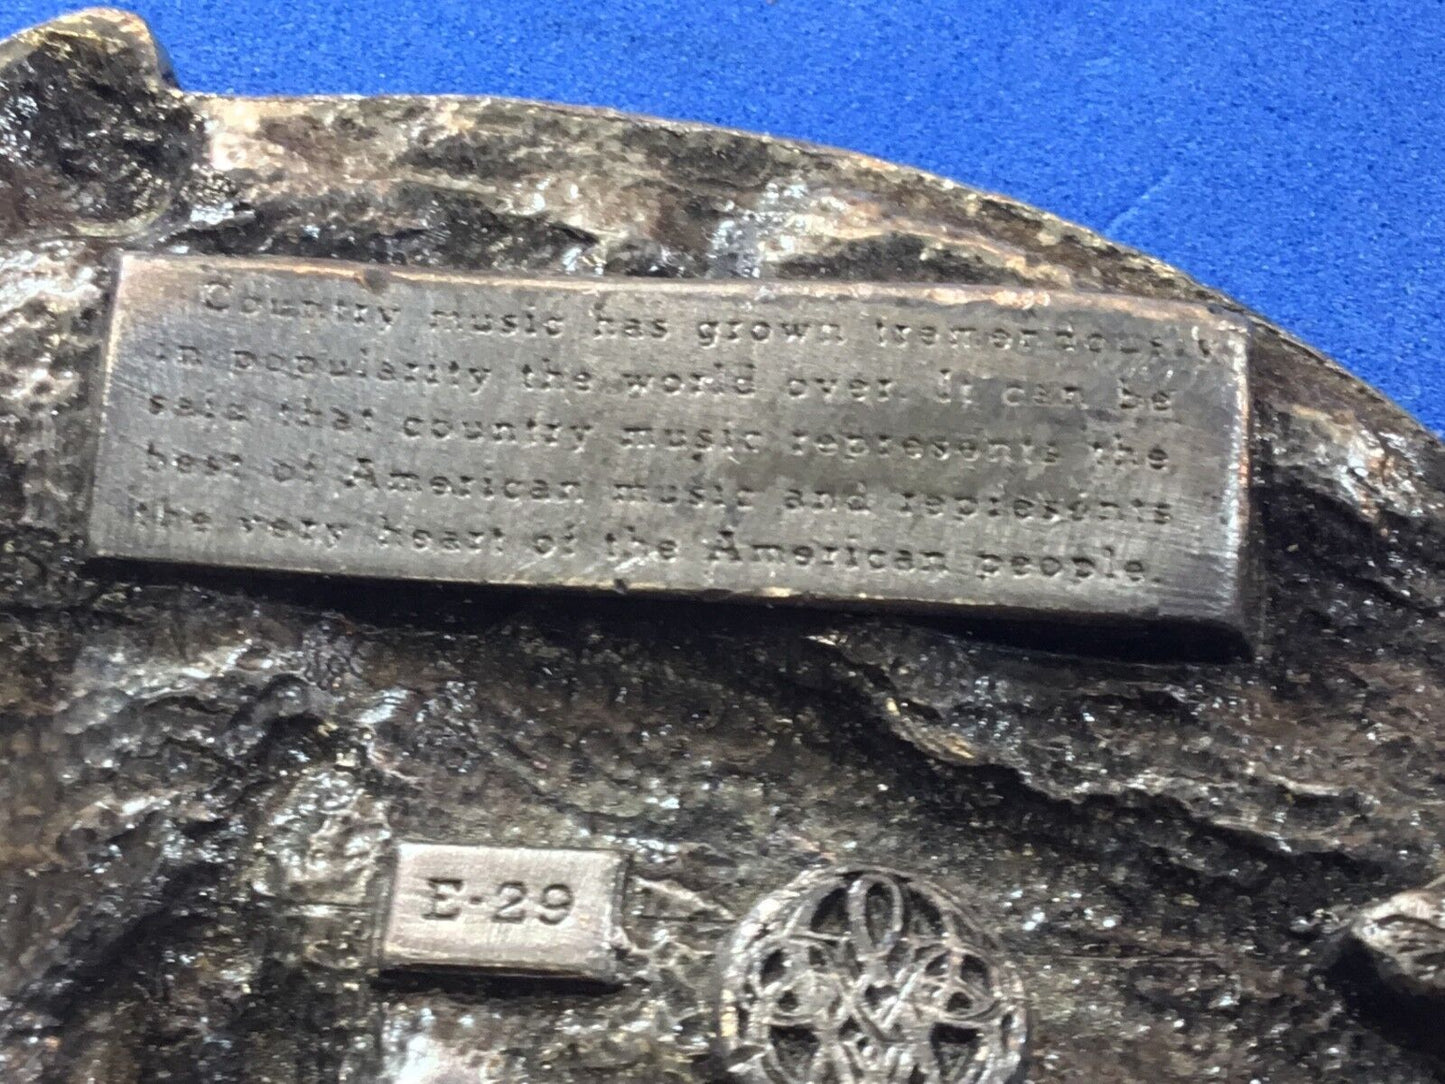 Country music has grown tremendously
in popularity the world over. It can be
said that country music represents the
best of American music and represents
the very heart of the American people.
E-29